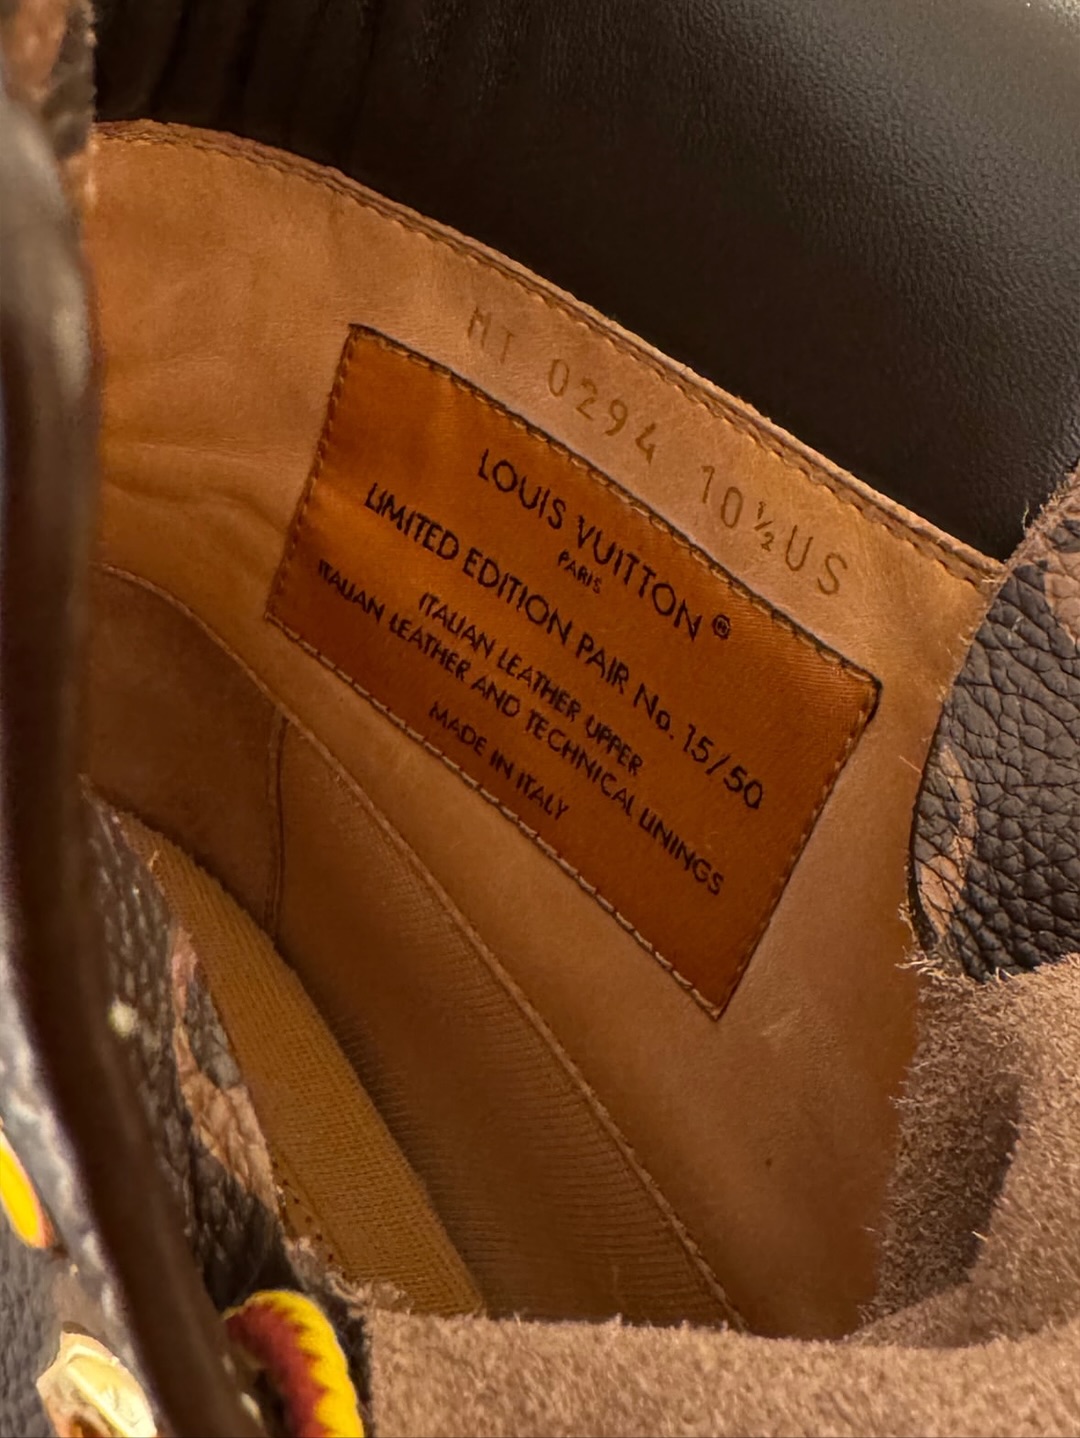 MT 0294 10½US
LOUIS VUITTON ®
PARIS
LIMITED EDITION PAIR No. 15/50
ITALIAN LEATHER UPPER
ITALIAN LEATHER AND TECHNICAL LININGS
MADE IN ITALY